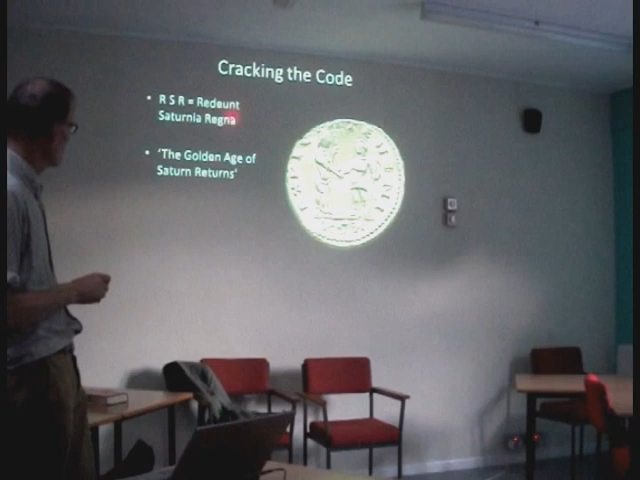 Cracking the Code
• R S R = Redeunt
Saturnia Regna
• 'The Golden Age of
Saturn Returns'